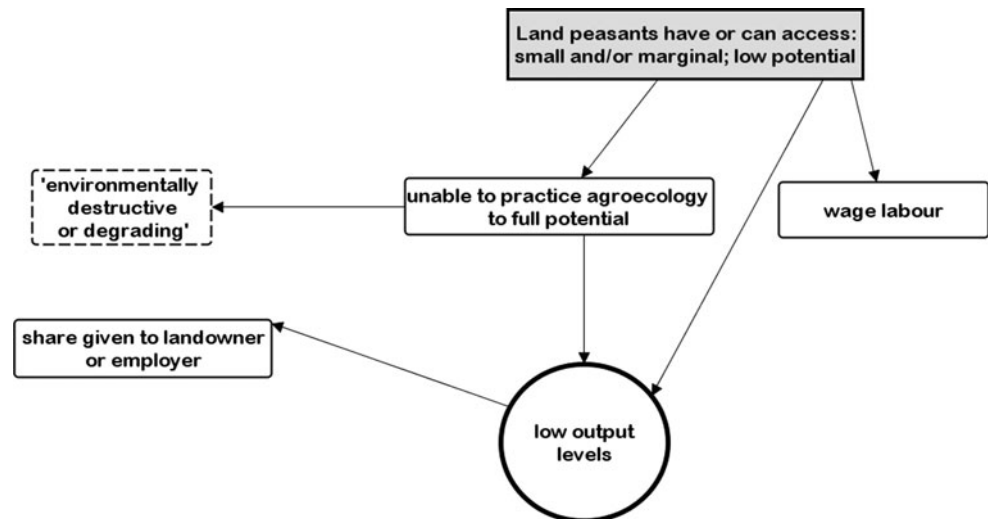 Land peasants have or can access:
small and/or marginal; low potential
'environmentally
destructive
or degrading'
unable to practice agroecology
to full potential
wage labour
share given to landowner
or employer
low output
levels